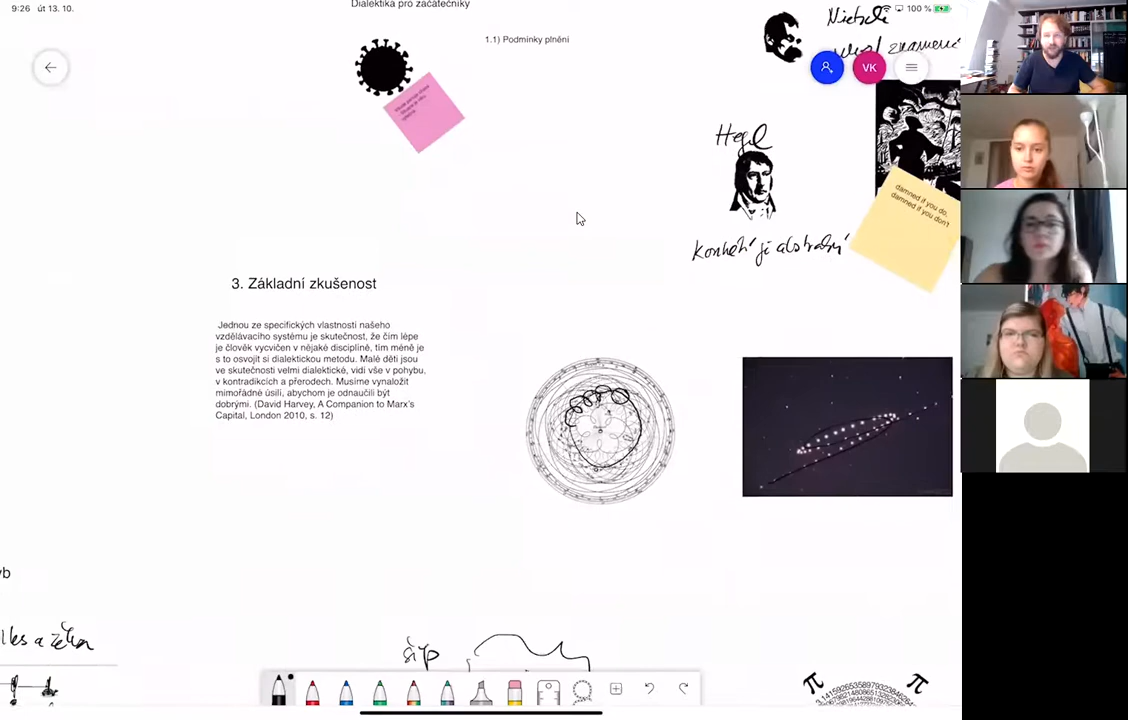 9:26 út 13. 10.
100 %
Dialektika pro začátečníky
1.1) Podmínky plnění
VK
Hegel
damned if you do,
damned if you don't
3. Základní zkušenost
Jednou ze specifických vlastností našeho
vzdělávacího systému je skutečnost, že čím lépe
je člověk vycvičen v nějaké disciplíně, tím méně je
s to osvojit si dialektickou metodu. Malé děti jsou
ve skutečnosti velmi dialektické, vidí vše v pohybu,
v kontradikcích a přerodech. Musíme vynaložit
mimořádné úsilí, abychom je odnaučili být
dobrými. (David Harvey, A Companion to Marx's
Capital, London 2010, s. 12)
yb
šíp
π π